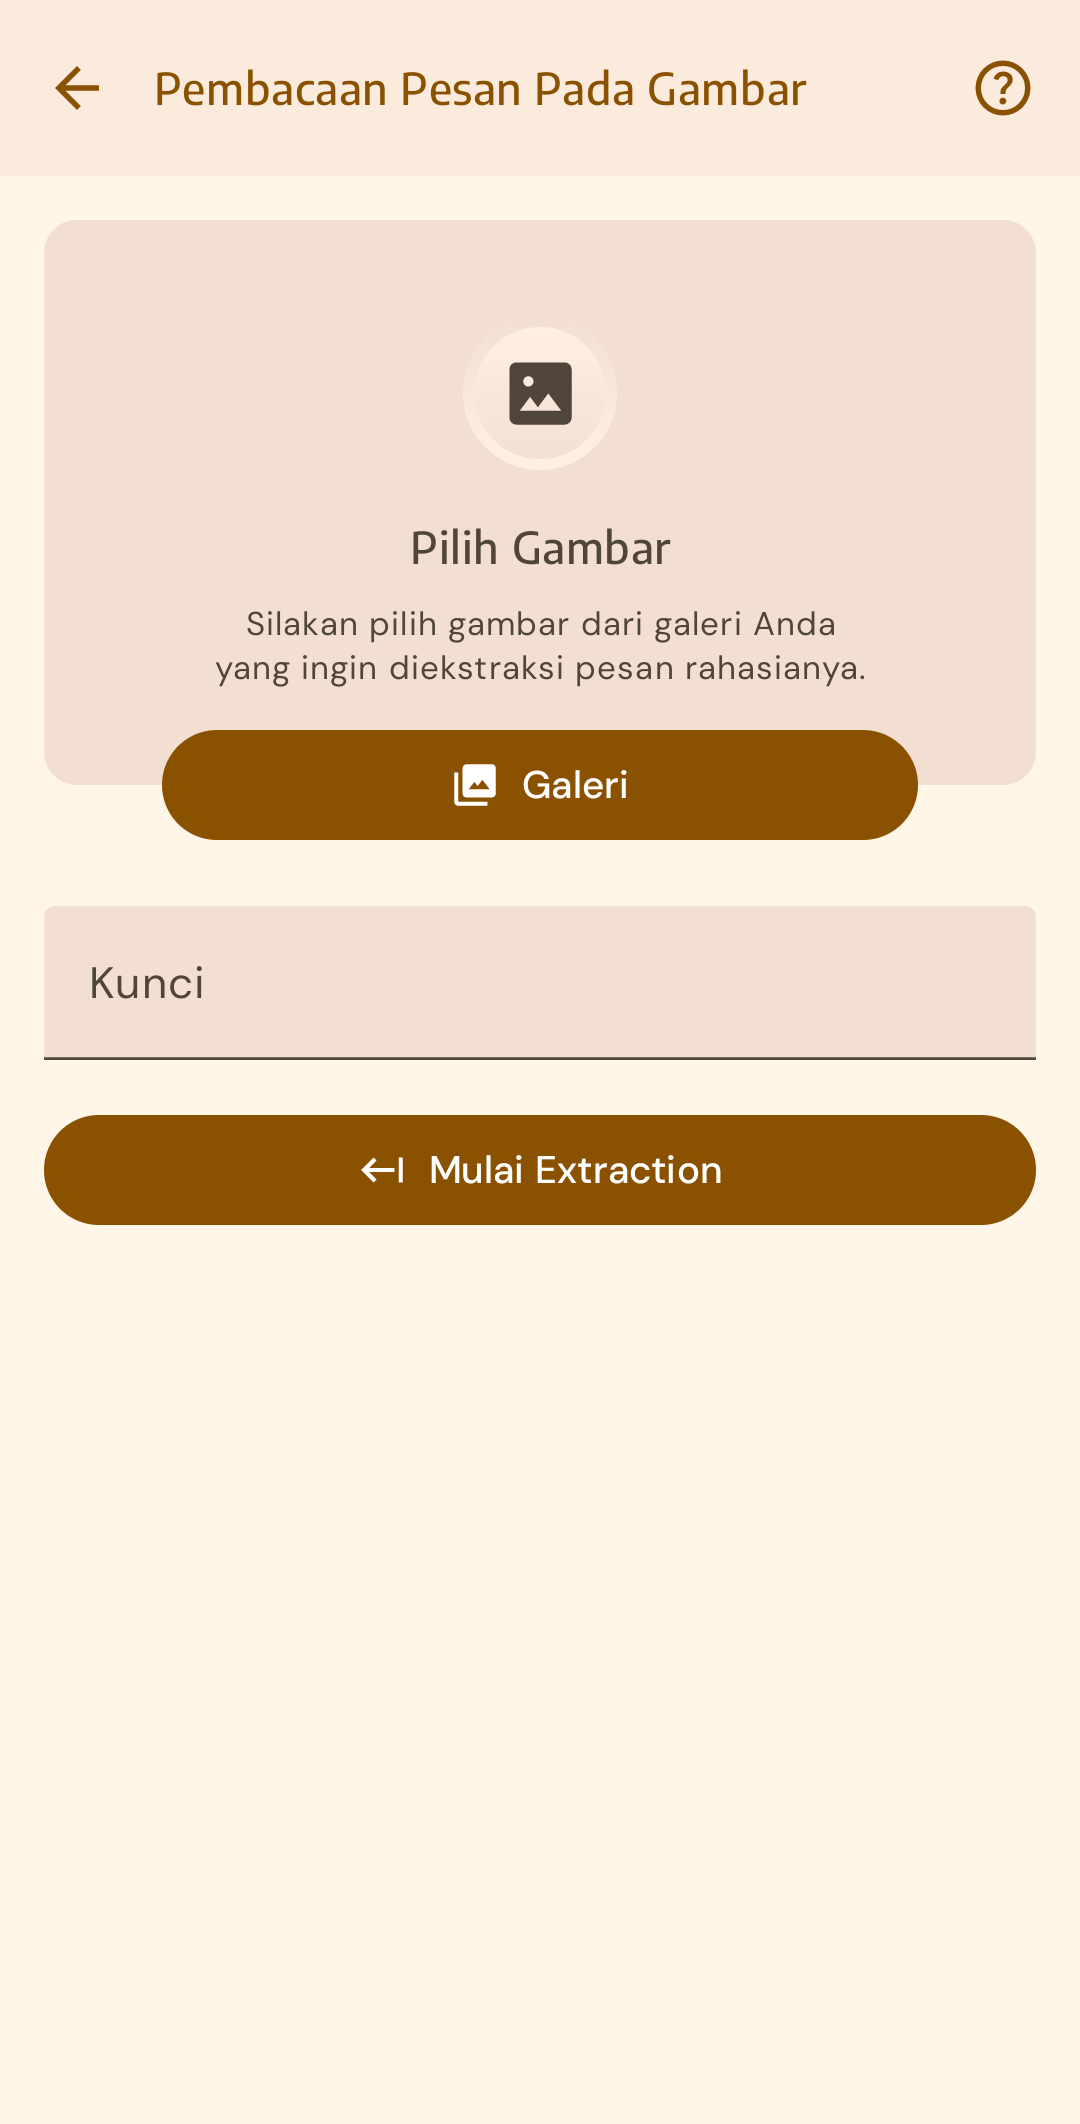 Pembacaan Pesan Pada Gambar
Pilih Gambar
Silakan pilih gambar dari galeri Anda
yang ingin diekstraksi pesan rahasianya.
Galeri
Kunci
Mulai Extraction